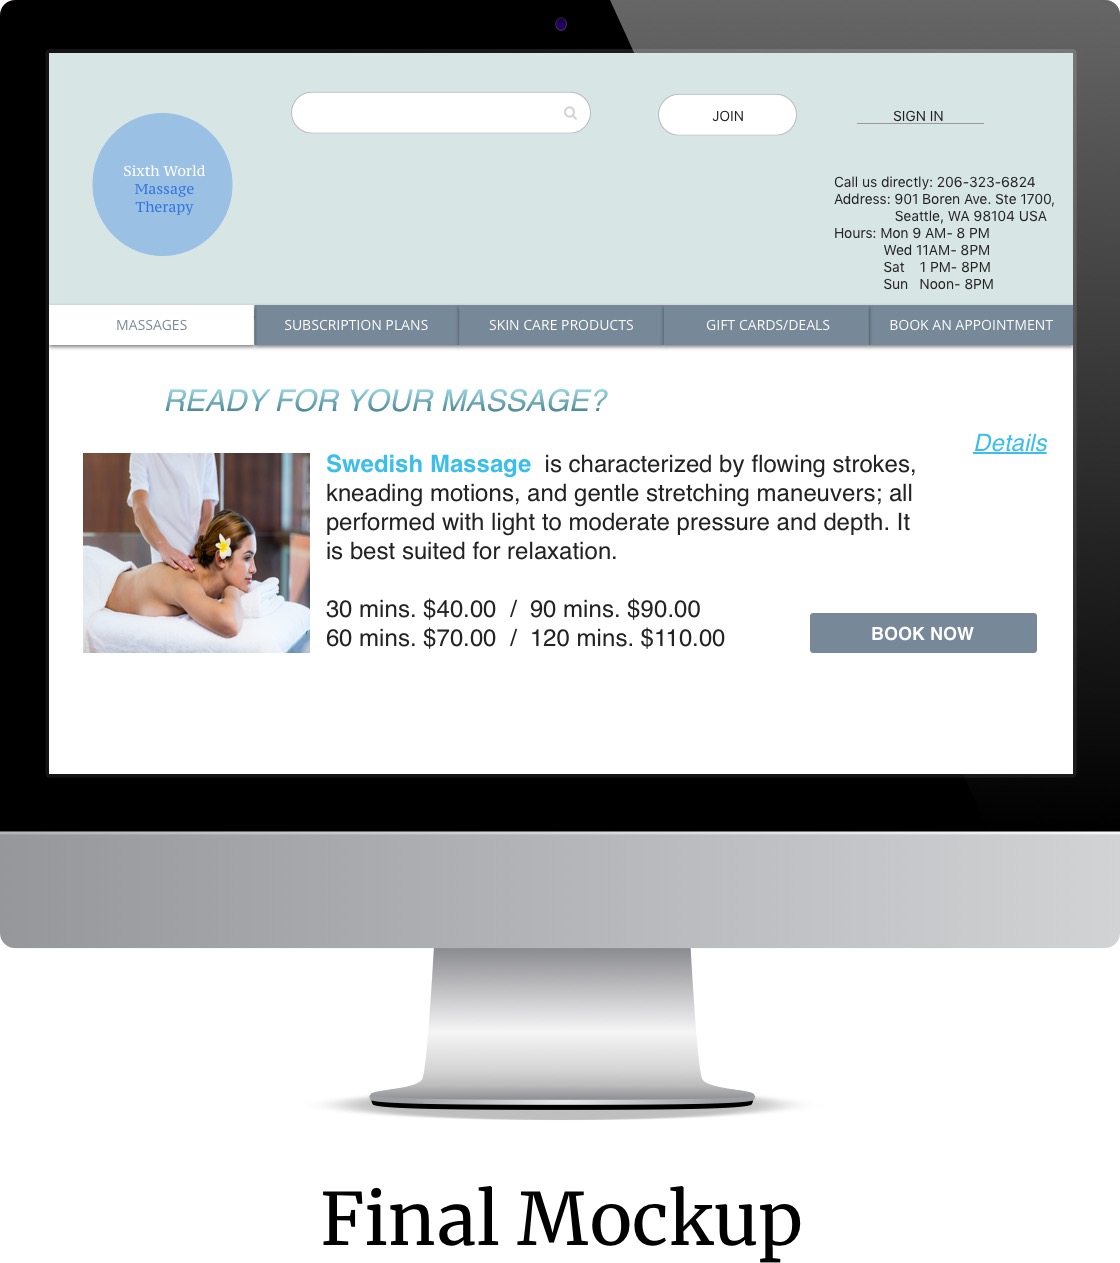 JOIN
SIGN IN
Sixth World
Massage
Therapy
Call us directly: 206-323-6824
Address: 901 Boren Ave. Ste 1700,
Seattle, WA 98104 USA
Hours: Mon 9 AM- 8 PM
Wed 11AM- 8PM
Sat 1 PM- 8PM
Sun Noon- 8PM
MASSAGES
SUBSCRIPTION PLANS
SKIN CARE PRODUCTS
GIFT CARDS/DEALS
BOOK AN APPOINTMENT
READY FOR YOUR MASSAGE?
Details
Swedish Massage is characterized by flowing strokes,
kneading motions, and gentle stretching maneuvers; all
performed with light to moderate pressure and depth. It
is best suited for relaxation.
30 mins. $40.00 / 90 mins. $90.00
60 mins. $70.00 / 120 mins. $110.00
BOOK NOW
Final Mockup